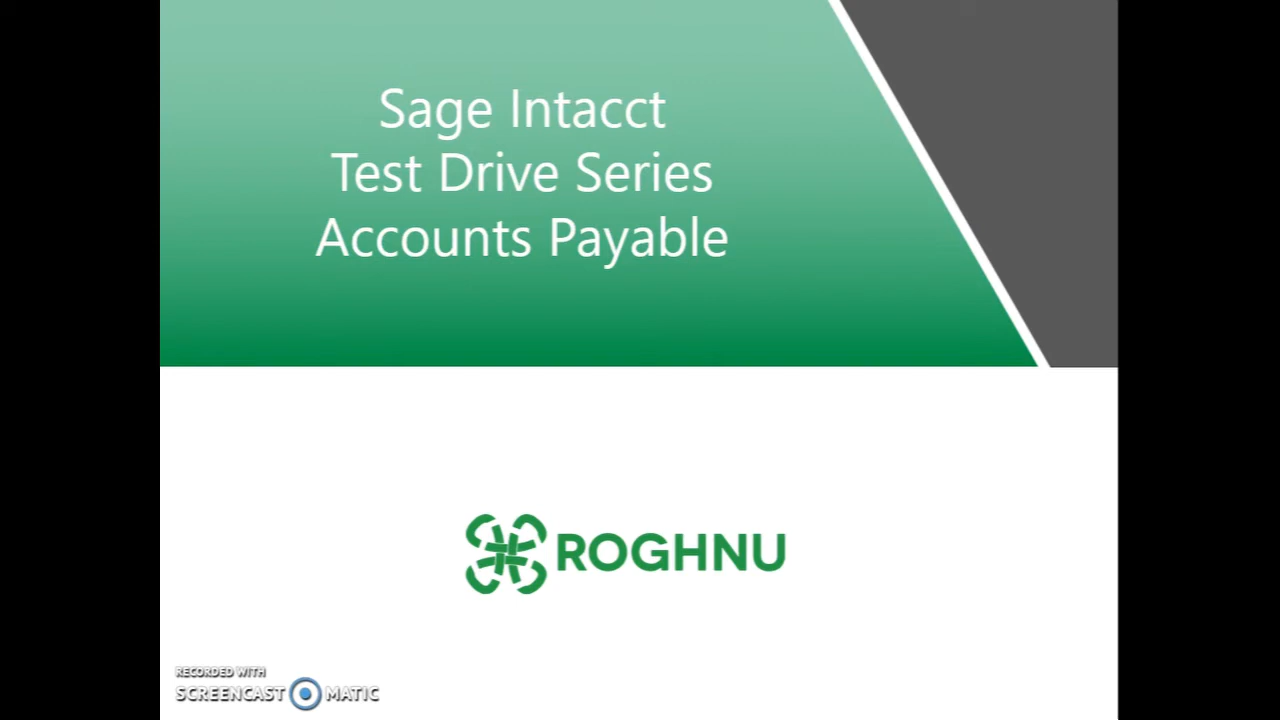 Sage Intacct
Test Drive Series
Accounts Payable
ROGHNU
RECORDED WITH
SCREENCAST MATIC